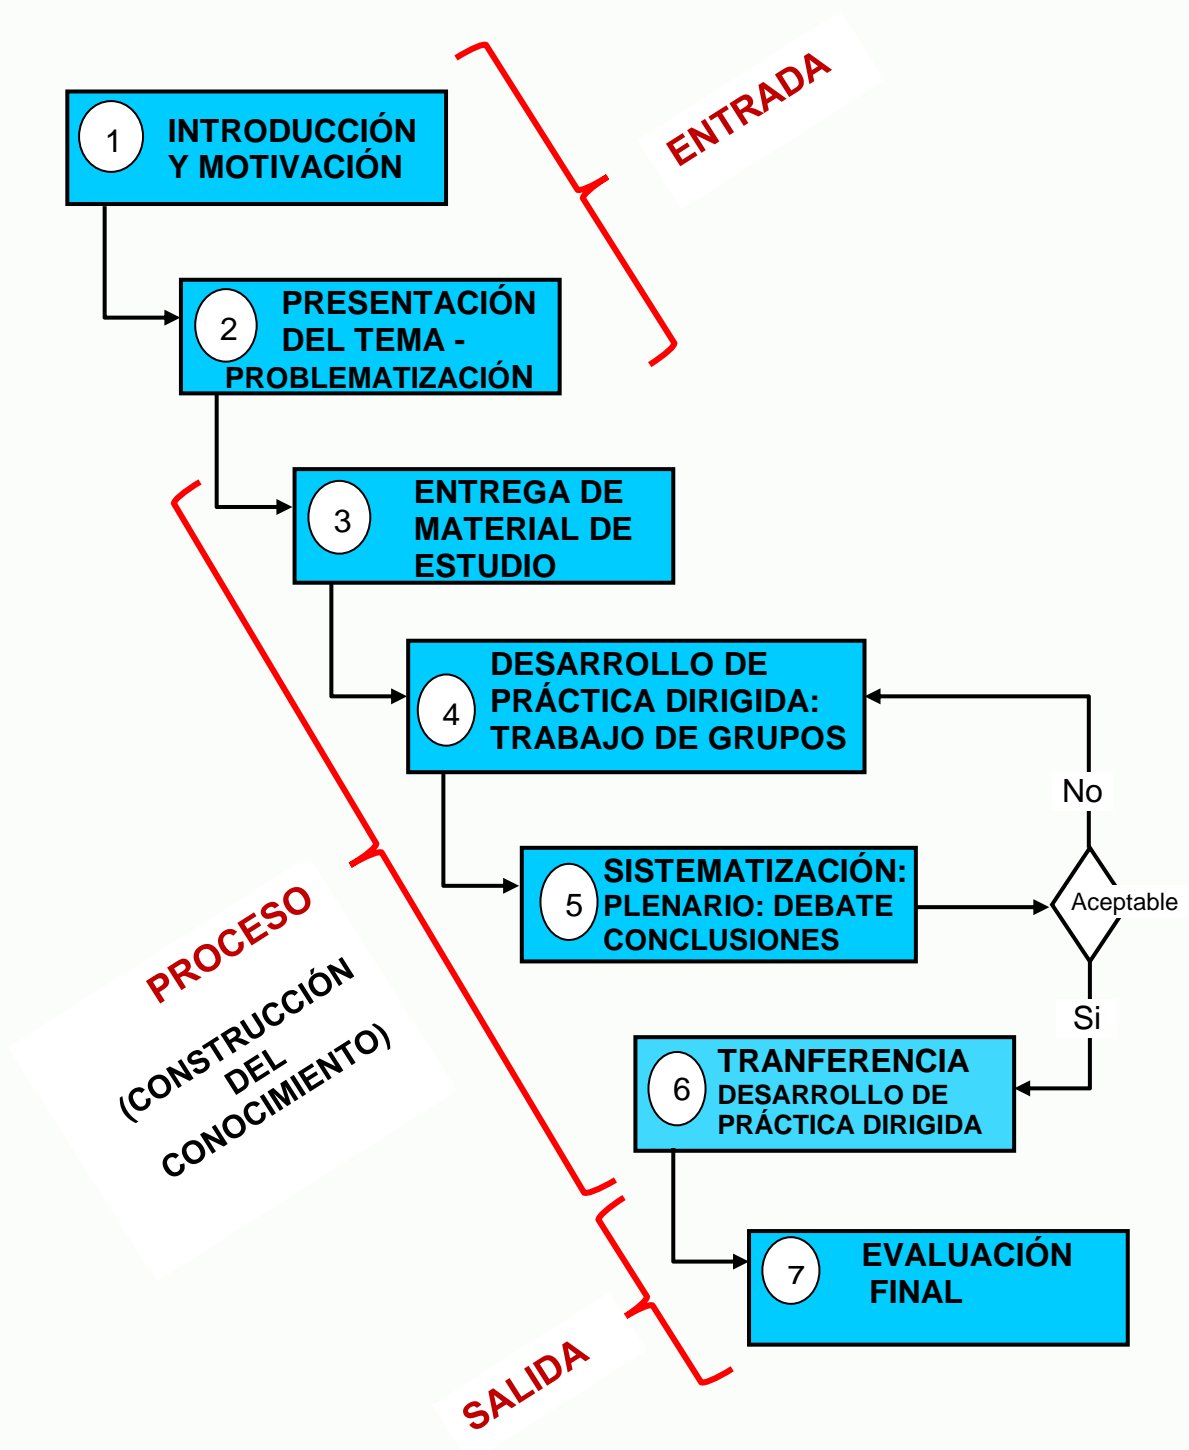 ENTRADA
1
INTRODUCCIÓN
Y MOTIVACIÓN
2
PRESENTACIÓN
DEL TEMA -
PROBLEMATIZACIÓN
3
ENTREGA DE
MATERIAL DE
ESTUDIO
4
DESARROLLO DE
PRÁCTICA DIRIGIDA:
TRABAJO DE GRUPOS
No
5
SISTEMATIZACIÓN:
PLENARIO: DEBATE
CONCLUSIONES
Aceptable
Si
PROCESO
(CONSTRUCCIÓN
DEL
CONOCIMIENTO)
6
TRANFERENCIA
DESARROLLO DE
PRÁCTICA DIRIGIDA
7
EVALUACIÓN
FINAL
SALIDA